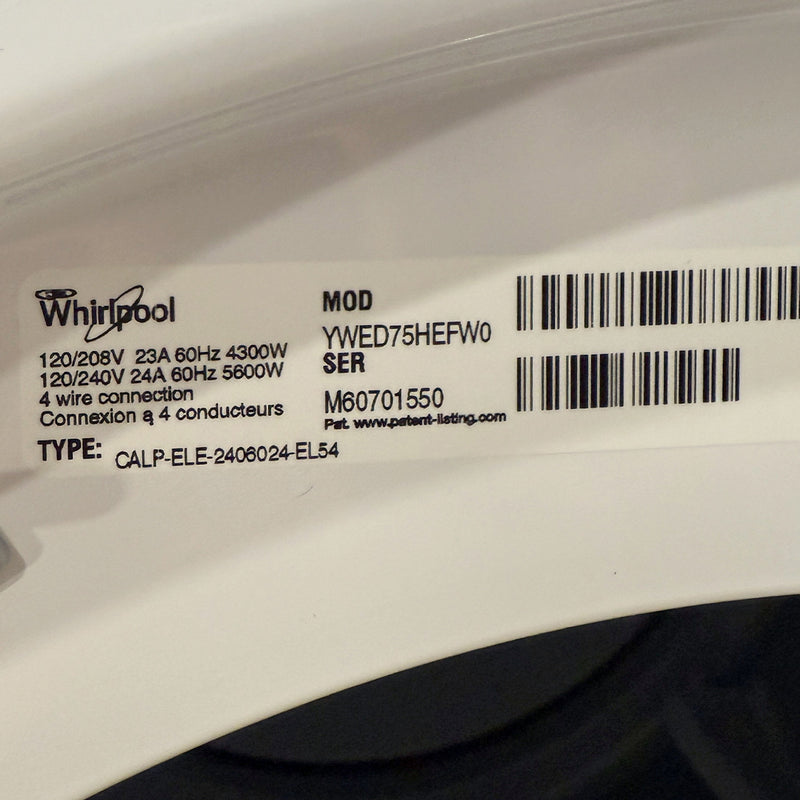 Whirlpool
120/208V 23A 60Hz 4300W
120/240V 24A 60Hz 5600W
4 wire connection
Connexion à 4 conducteurs
TYPE: CALP-ELE-2406024-EL54
MOD
YWED75HEFW0
SER
M60701550
Pat. www.patent-listing.com